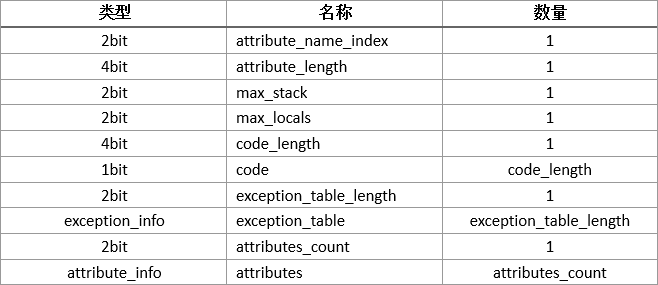 类型 名称 数量
2bit attribute_name_index 1
4bit attribute_length 1
2bit max_stack 1
2bit max_locals 1
4bit code_length 1
1bit code code_length
2bit exception_table_length 1
exception_info exception_table exception_table_length
2bit attributes_count 1
attribute_info attributes attributes_count